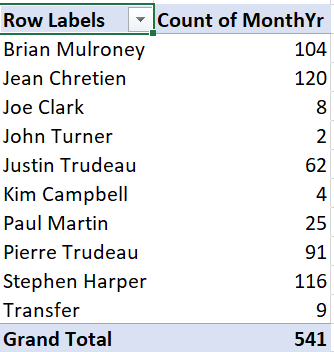 Row Labels Count of MonthYr
Brian Mulroney 104
Jean Chretien 120
Joe Clark 8
John Turner 2
Justin Trudeau 62
Kim Campbell 4
Paul Martin 25
Pierre Trudeau 91
Stephen Harper 116
Transfer 9
Grand Total 541